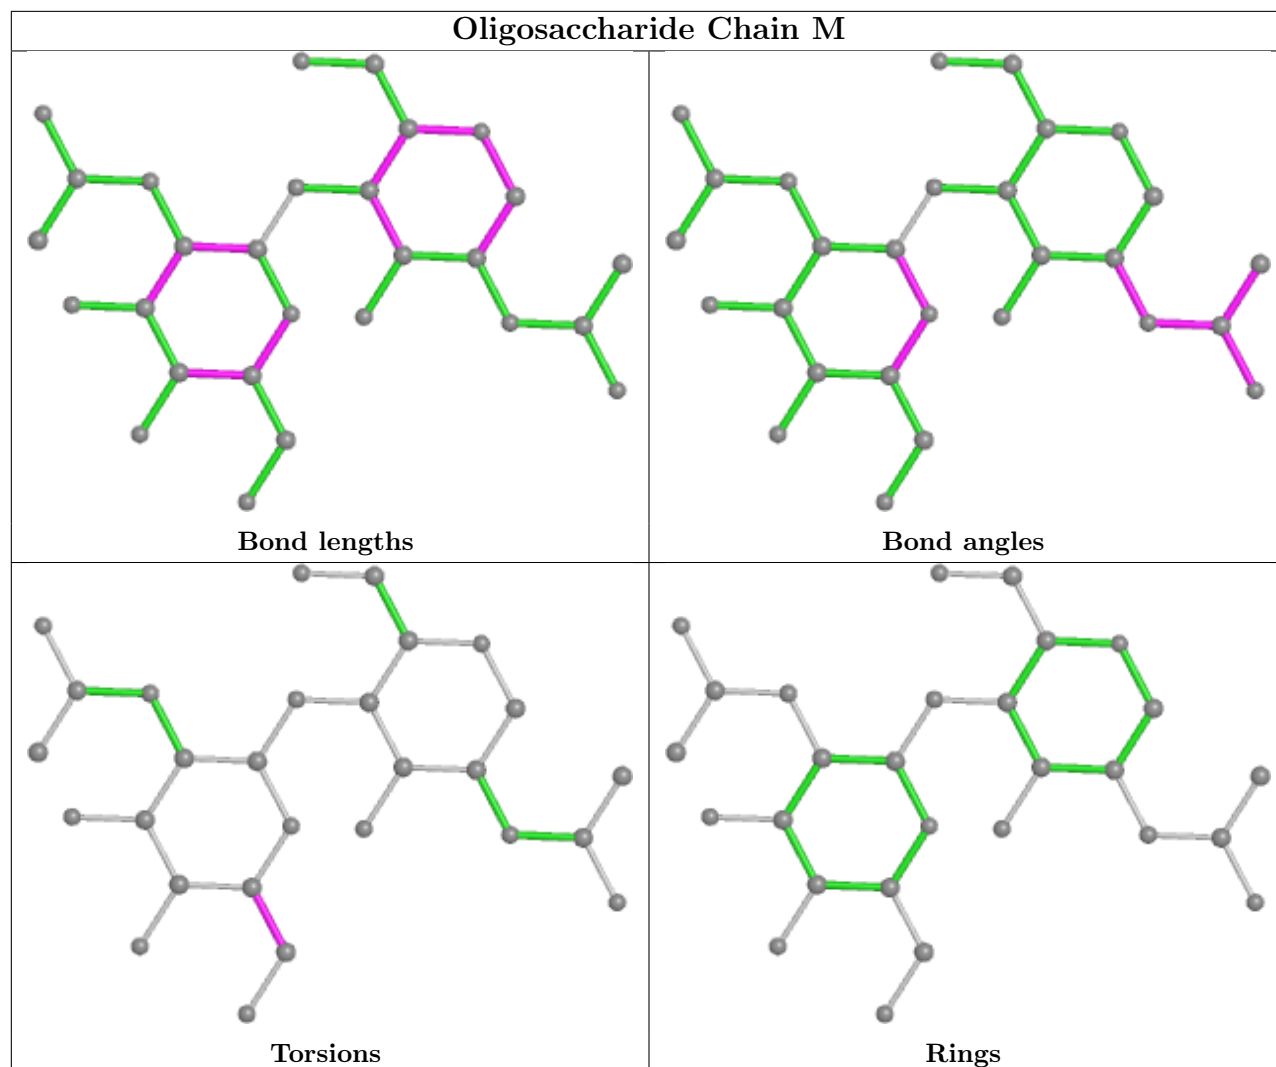 Oligosaccharide Chain M
Bond lengths
Bond angles
Torsions
Rings